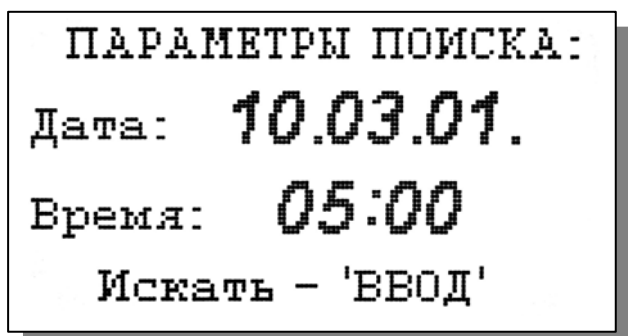 ПАРАМЕТРЫ ПОИСКА:
Дата: 10.03.01.
Время: 05:00
Искать - 'ВВОД'